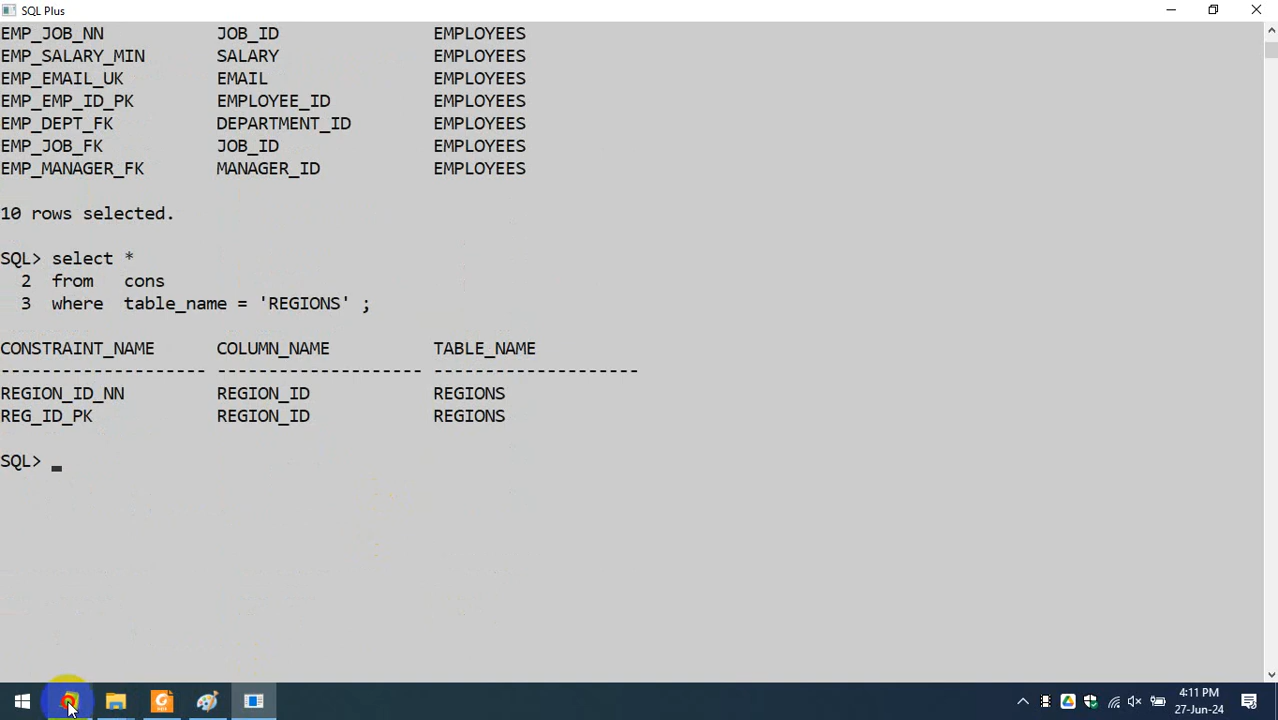 SQL Plus
EMP_JOB_NN JOB_ID EMPLOYEES
EMP_SALARY_MIN SALARY EMPLOYEES
EMP_EMAIL_UK EMAIL EMPLOYEES
EMP_EMP_ID_PK EMPLOYEE_ID EMPLOYEES
EMP_DEPT_FK DEPARTMENT_ID EMPLOYEES
EMP_JOB_FK JOB_ID EMPLOYEES
EMP_MANAGER_FK MANAGER_ID EMPLOYEES
10 rows selected.
SQL> select *
2 from cons
3 where table_name = 'REGIONS' ;
CONSTRAINT_NAME COLUMN_NAME TABLE_NAME
-------------------- -------------------- --------------------
REGION_ID_NN REGION_ID REGIONS
REG_ID_PK REGION_ID REGIONS
SQL> _
4:11 PM
27-Jun-24